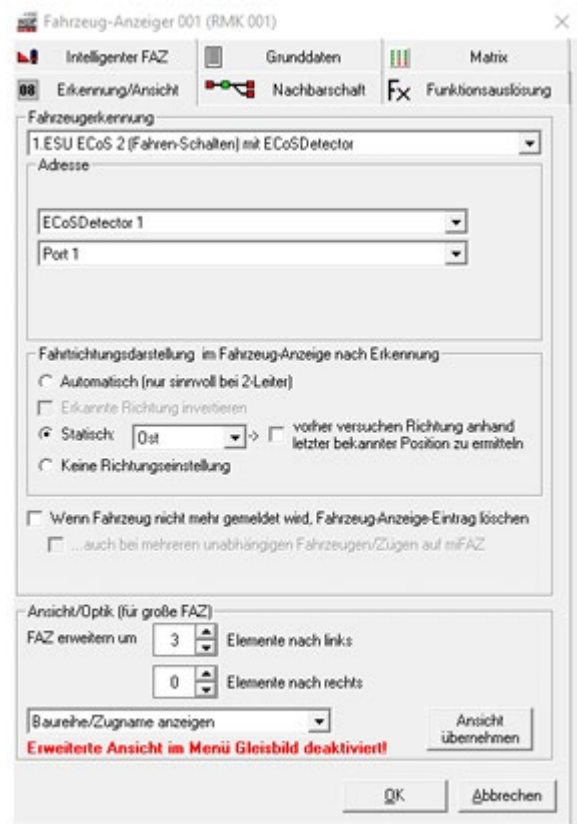 Fahrzeug-Anzeiger 001 (RMK 001)
Intelligenter FAZ
Grunddaten
Matrix
08 Erkennung/Ansicht
Nachbarschaft
Fx Funktionsauslösung
Fahrzeugerkennung
1.ESU ECoS 2 (Fahren-Schalten) mit ECoSDetector
Adresse
ECoSDetector 1
Port 1
Fahrtrichtungsdarstellung im Fahrzeug-Anzeige nach Erkennung
Automatisch (nur sinnvoll bei 2-Leiter)
Erkannte Richtung invertieren
Statisch: Ost -> vorher versuchen Richtung anhand
letzter bekannter Position zu ermitteln
Keine Richtungseinstellung
Wenn Fahrzeug nicht mehr gemeldet wird, Fahrzeug-Anzeige-Eintrag löschen
...auch bei mehreren unabhängigen Fahrzeugen/Zügen auf miFAZ
Ansicht/Optik (für große FAZ)
FAZ erweitern um 3 Elemente nach links
0 Elemente nach rechts
Baureihe/Zugname anzeigen
Ansicht
übernehmen
Erweiterte Ansicht im Menü Gleisbild deaktiviert!
OK
Abbrechen